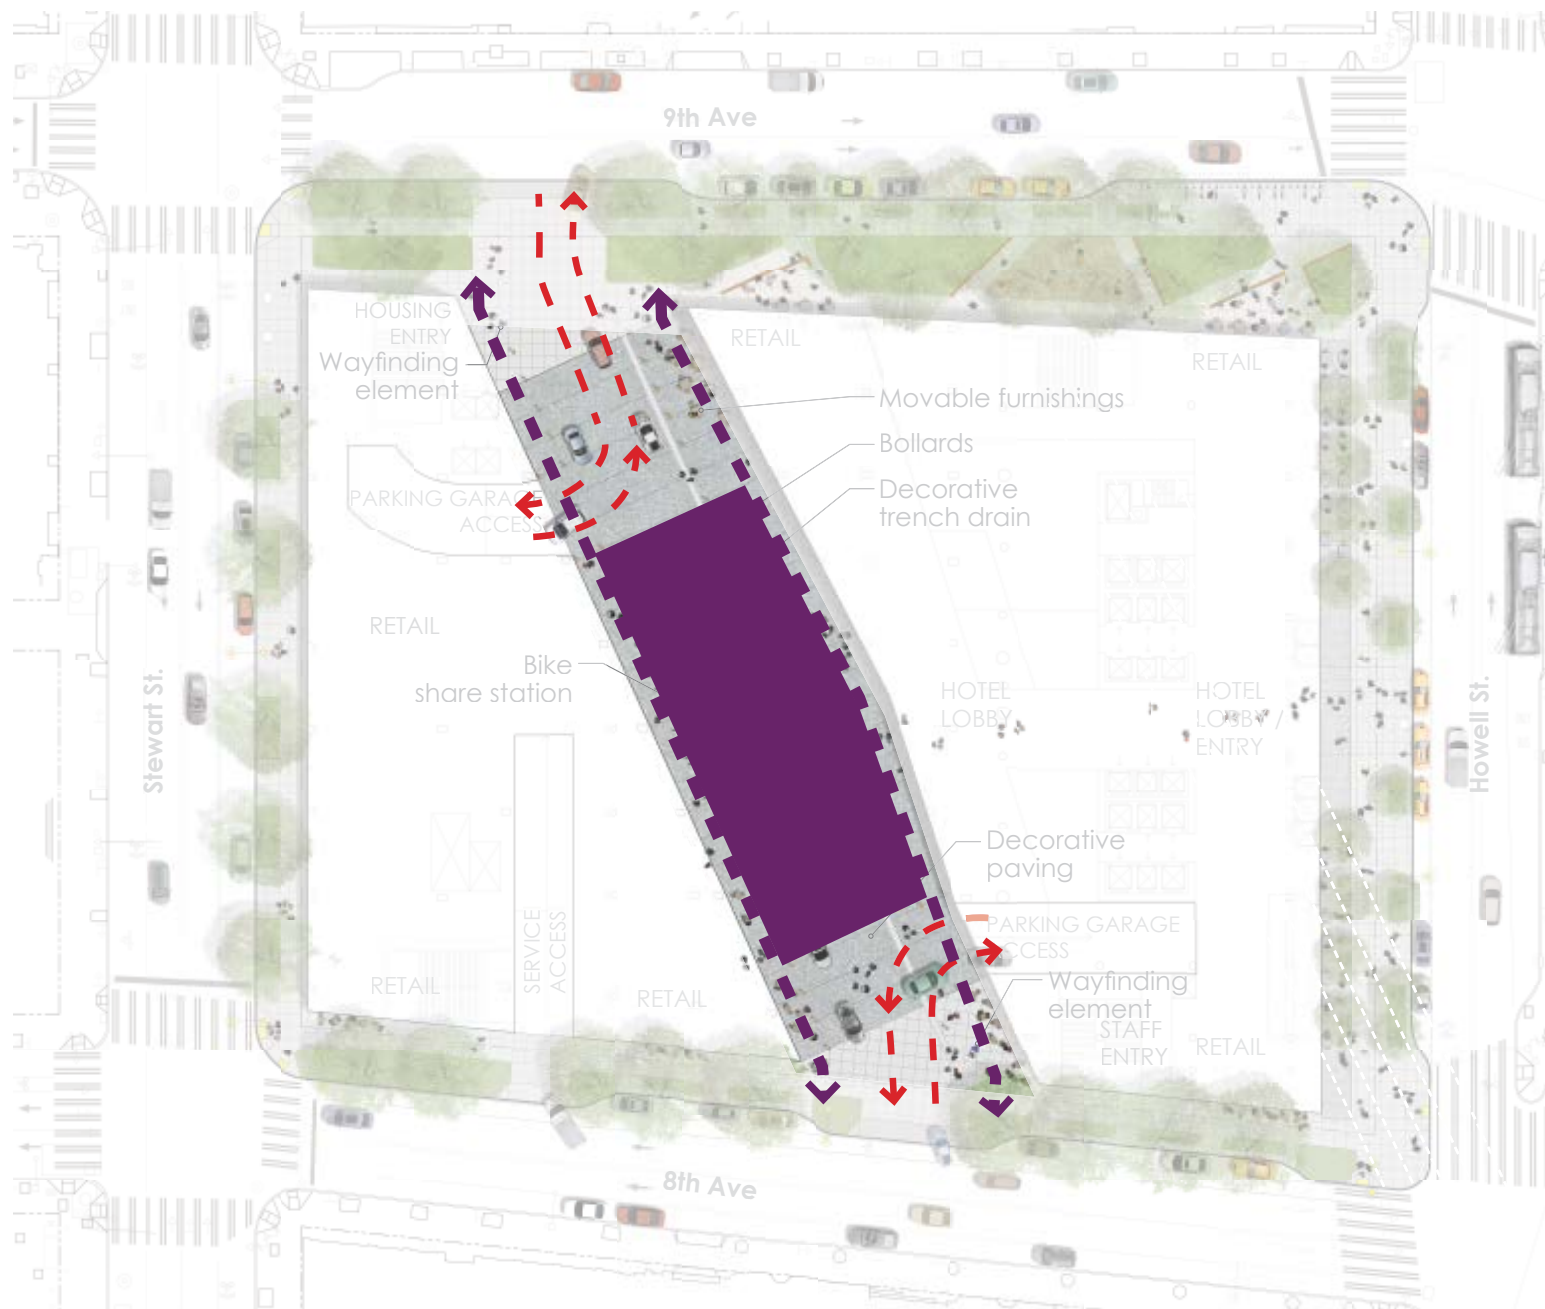 9th Ave
HOUSING
ENTRY
Wayfinding
element
RETAIL
RETAIL
Movable furnishings
Bollards
Decorative
trench drain
PARKING GARAGE
ACCESS
RETAIL
Bike
share station
HOTEL
LOBBY
HOTEL
LOBBY /
ENTRY
Stewart St.
Howell St.
Decorative
paving
SERVICE
ACCESS
PARKING GARAGE
ACCESS
Wayfinding
element
RETAIL
RETAIL
STAFF
ENTRY
RETAIL
8th Ave